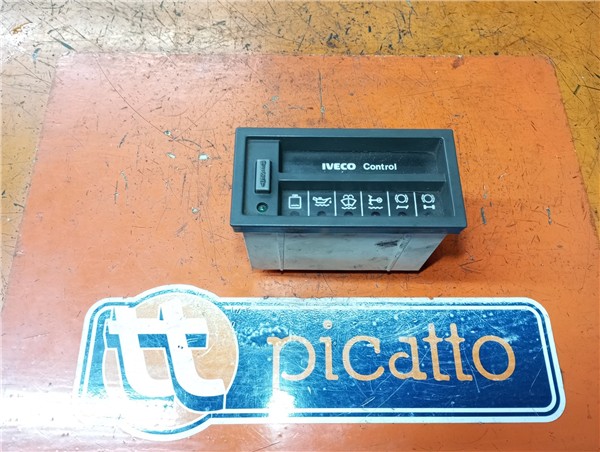 IVECO Control
tt picatto